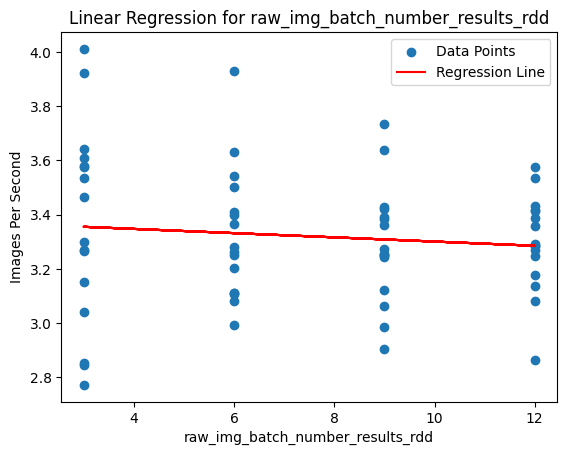 Linear Regression for raw_img_batch_number_results_rdd
Data Points
Regression Line
Images Per Second
4.0
3.8
3.6
3.4
3.2
3.0
2.8
4
6
8
10
12
raw_img_batch_number_results_rdd